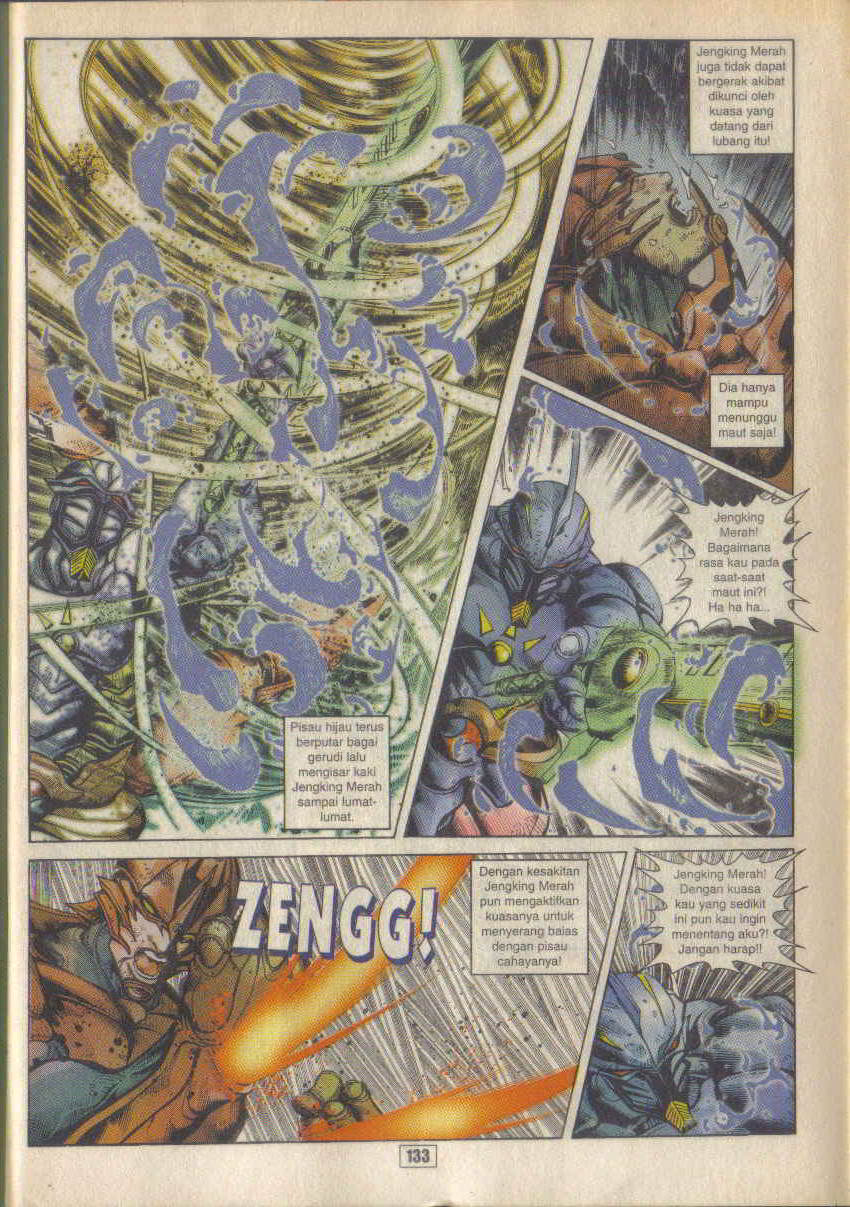 Pisau hijau terus
berputar bagai
gerudi lalu
mengisar kaki
Jengking Merah
sampai lumat-
lumat.
Jengking Merah
juga tidak dapat
bergerak akibat
dikunci oleh
kuasa yang
datang dari
lubang itu!
Dia hanya
mampu
menunggu
maut saja!
Jengking
Merah!
Bagaimana
rasa kau pada
saat-saat
maut ini?!
Ha ha ha...
ZENGG!
Dengan kesakitan
Jengking Merah
pun mengaktifkan
kuasanya untuk
menyerang balas
dengan pisau
cahayanya!
Jengking Merah!
Dengan kuasa
kau yang sedikit
ini pun kau ingin
menentang aku?!
Jangan harap!!
133